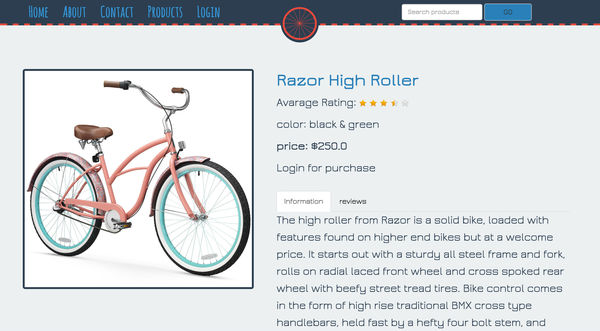 Home About Contact Products Login
Search products
GO
Razor High Roller
Avarage Rating:
color: black & green
price: $250.0
Login for purchase
Information reviews
The high roller from Razor is a solid bike, loaded with
features found on higher end bikes but at a welcome
price. It starts out with a sturdy all steel frame and fork,
rolls on radial laced front wheel and cross spoked rear
wheel with beefy street tread tires. Bike control comes
in the form of high rise traditional BMX cross type
handlebars, held fast by a hefty four bolt stem, and